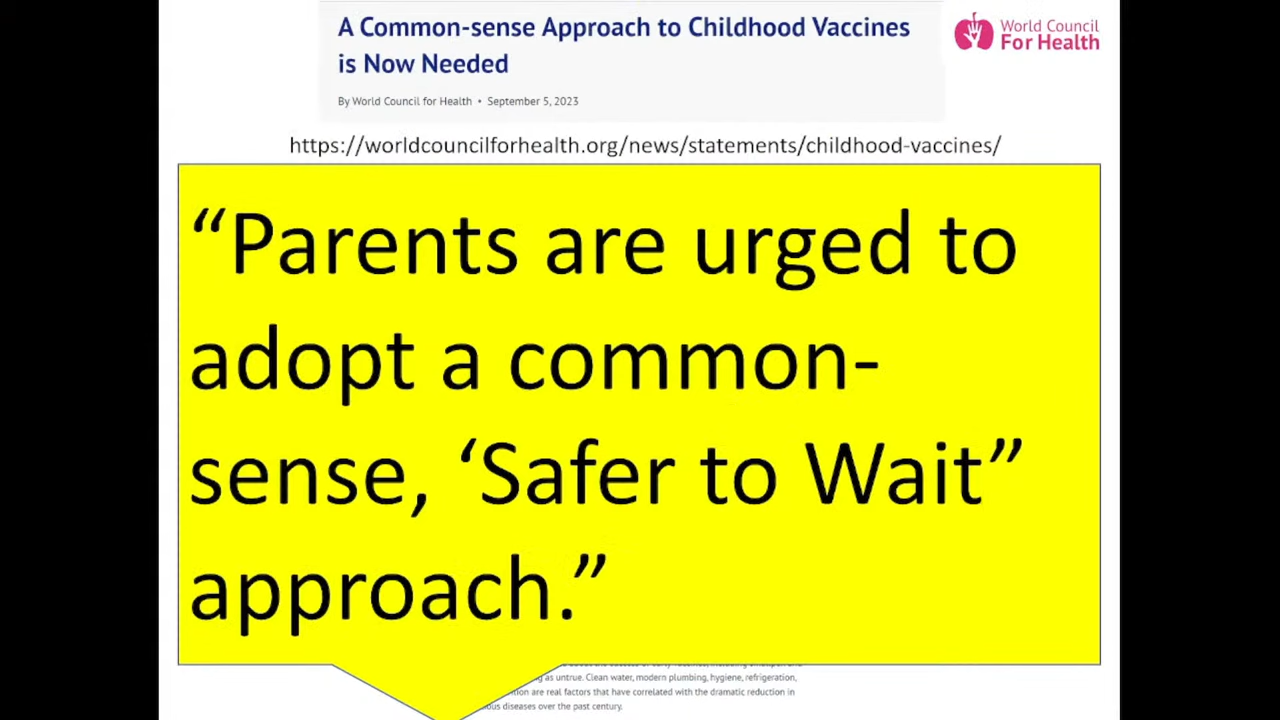 A Common-sense Approach to Childhood Vaccines
is Now Needed
World Council
For Health
By World Council for Health • September 5, 2023
https://worldcouncilforhealth.org/news/statements/childhood-vaccines/
“Parents are urged to
adopt a common-
sense, ‘Safer to Wait”
approach.”
as untrue. Clean water, modern plumbing, hygiene, refrigeration,
are real factors that have correlated with the dramatic reduction in
diseases over the past century.